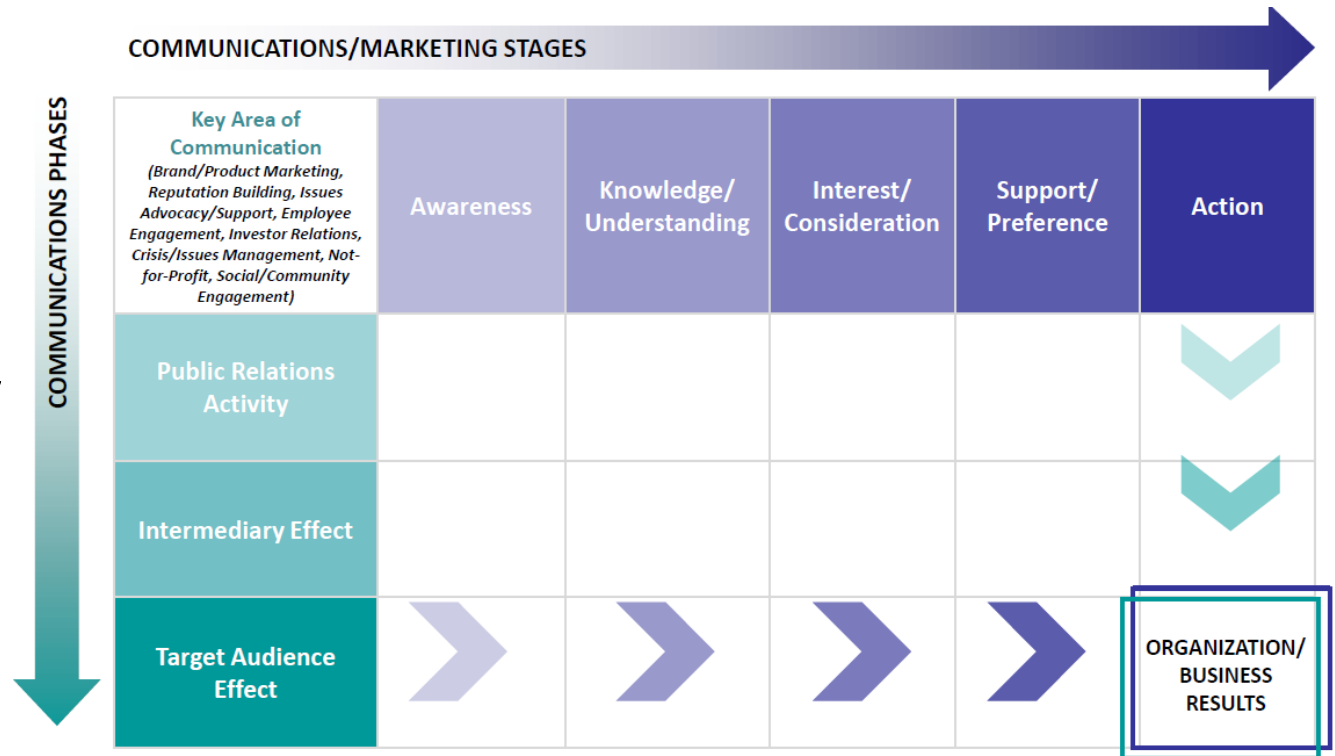 COMMUNICATIONS/MARKETING STAGES
COMMUNICATIONS PHASES
Key Area of
Communication
(Brand/Product Marketing,
Reputation Building, Issues
Advocacy/Support, Employee
Engagement, Investor Relations,
Crisis/Issues Management, Not-
for-Profit, Social/Community
Engagement)
Awareness
Knowledge/
Understanding
Interest/
Consideration
Support/
Preference
Action
Public Relations
Activity
Intermediary Effect
Target Audience
Effect
ORGANIZATION/
BUSINESS
RESULTS